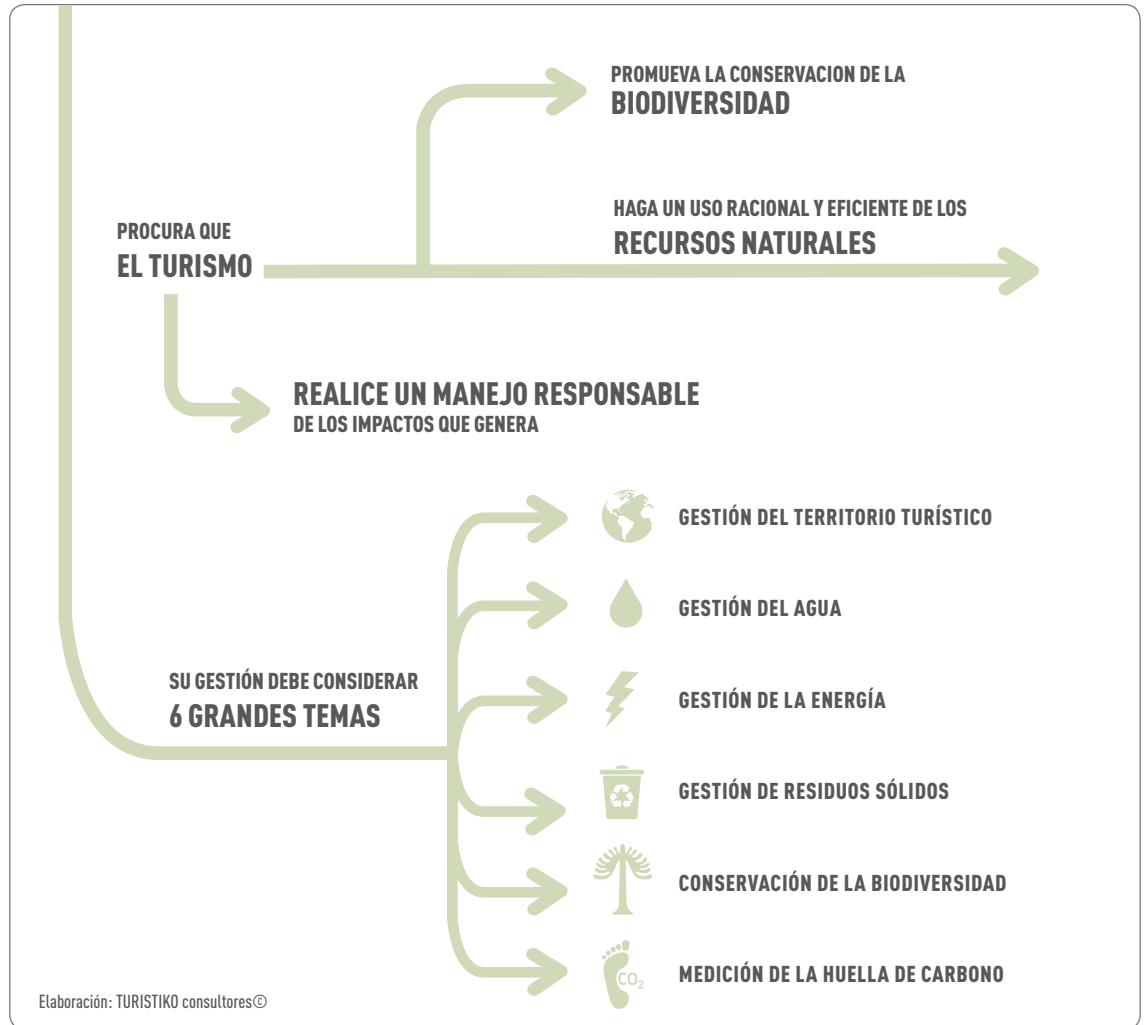 PROMUEVA LA CONSERVACION DE LA
BIODIVERSIDAD
HAGA UN USO RACIONAL Y EFICIENTE DE LOS
RECURSOS NATURALES
PROCURA QUE
EL TURISMO
REALICE UN MANEJO RESPONSABLE
DE LOS IMPACTOS QUE GENERA
SU GESTIÓN DEBE CONSIDERAR
6 GRANDES TEMAS
GESTIÓN DEL TERRITORIO TURÍSTICO
GESTIÓN DEL AGUA
GESTIÓN DE LA ENERGÍA
GESTIÓN DE RESIDUOS SÓLIDOS
CONSERVACIÓN DE LA BIODIVERSIDAD
CO₂
MEDICIÓN DE LA HUELLA DE CARBONO
Elaboración: TURISTIKO consultores©